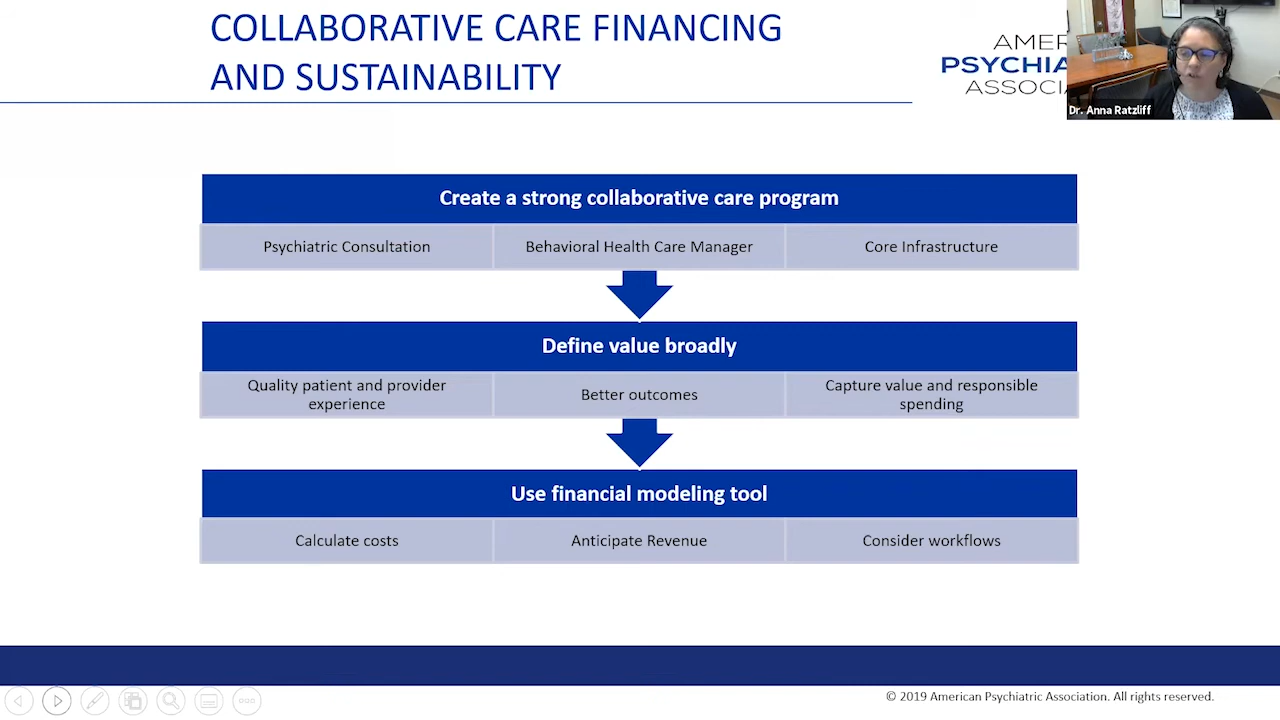 COLLABORATIVE CARE FINANCING
AND SUSTAINABILITY
AMER
PSYCHIA
ASSOCIA
Dr. Anna Ratzliff
Create a strong collaborative care program
Psychiatric Consultation
Behavioral Health Care Manager
Core Infrastructure
Define value broadly
Quality patient and provider
experience
Better outcomes
Capture value and responsible
spending
Use financial modeling tool
Calculate costs
Anticipate Revenue
Consider workflows
© 2019 American Psychiatric Association. All rights reserved.